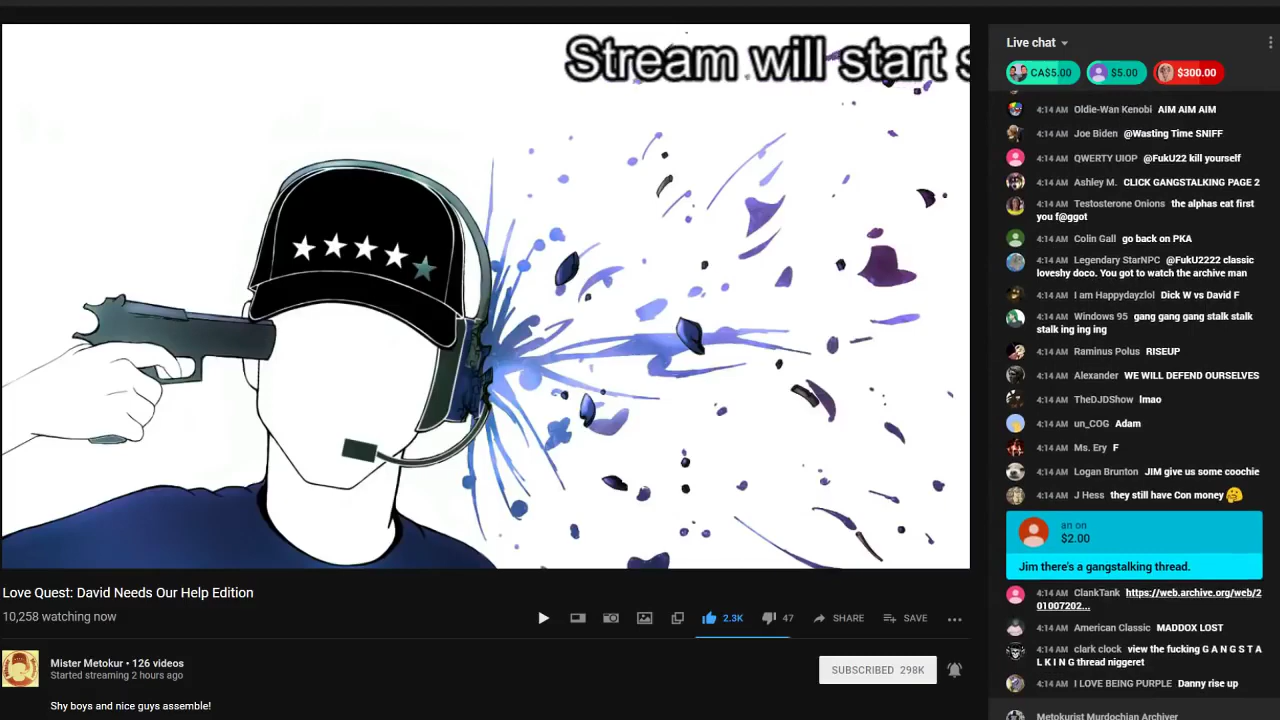 Stream will start s
Live chat
CA$5.00 $5.00 $300.00
4:14 AM Oldie-Wan Kenobi AIM AIM AIM
4:14 AM Joe Biden @Wasting Time SNIFF
4:14 AM QWERTY UIOP @FukU22 kill yourself
4:14 AM Ashley M. CLICK GANGSTALKING PAGE 2
4:14 AM Testosterone Onions the alphas eat first
you f@ggot
4:14 AM Colin Gall go back on PKA
4:14 AM Legendary StarNPC @FukU2222 classic
loveshy doco. You got to watch the archive man
4:14 AM I am Happydayzlol Dick W vs David F
4:14 AM Windows 95 gang gang gang stalk stalk
stalk ing ing ing
4:14 AM Raminus Polus RISEUP
4:14 AM Alexander WE WILL DEFEND OURSELVES
4:14 AM TheDJDShow lmao
4:14 AM un_COG Adam
4:14 AM Ms. Ery F
4:14 AM Logan Brunton JIM give us some coochie
4:14 AM J Hess they still have Con money
an on
$2.00
Jim there's a gangstalking thread.
4:14 AM ClankTank https://web.archive.org/web/2
01007202...
4:14 AM American Classic MADDOX LOST
4:14 AM clark clock view the fucking G A N G S T A
L K I N G thread niggeret
4:14 AM I LOVE BEING PURPLE Danny rise up
Metokurist Murdochian Archiver
Love Quest: David Needs Our Help Edition
10,258 watching now
2.3K 47 SHARE SAVE
Mister Metokur • 126 videos
Started streaming 2 hours ago
SUBSCRIBED 298K
Shy boys and nice guys assemble!